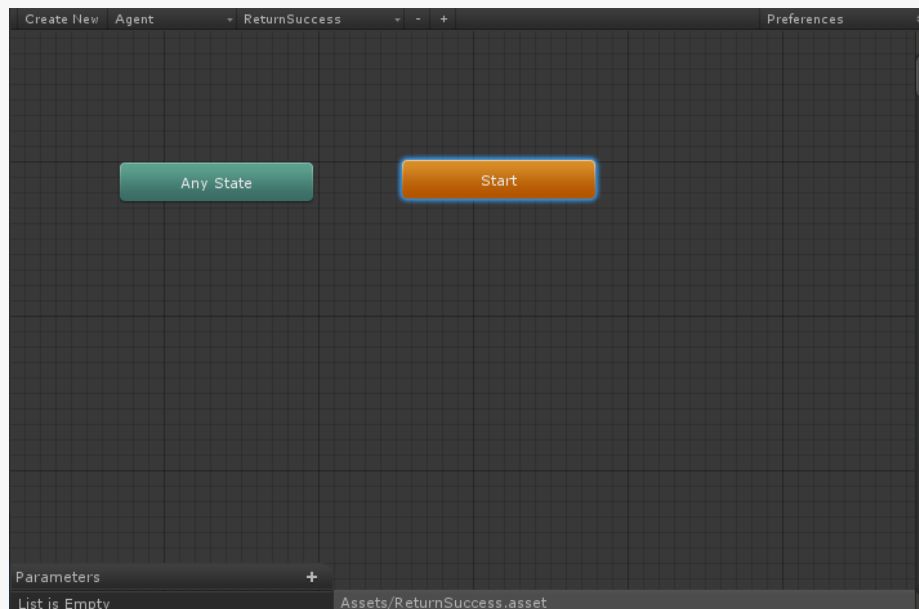 Create New Agent ReturnSuccess - + Preferences
Any State Start
Parameters +
List is Empty Assets/ReturnSuccess.asset